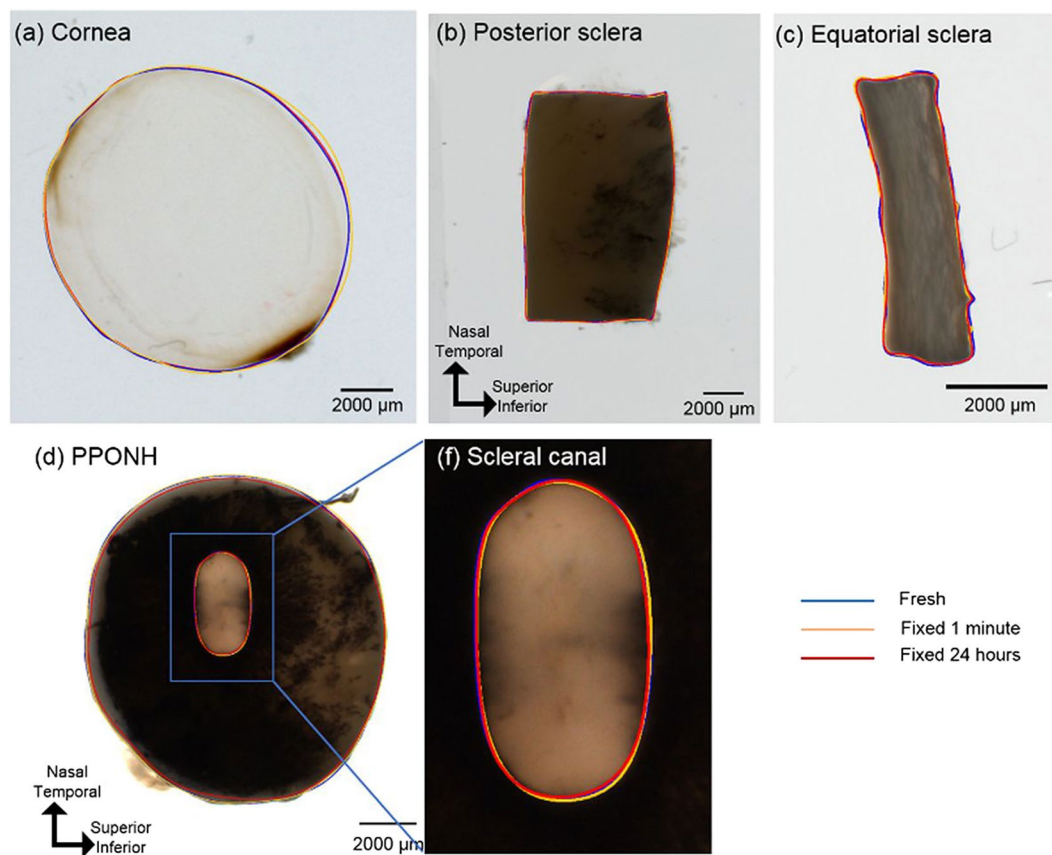 (a) Cornea
(b) Posterior sclera
(c) Equatorial sclera
2000 µm
Nasal
Temporal
Superior
Inferior
2000 µm
2000 µm
(d) PPONH
(f) Scleral canal
Nasal
Temporal
Superior
Inferior
2000 µm
Fresh
Fixed 1 minute
Fixed 24 hours